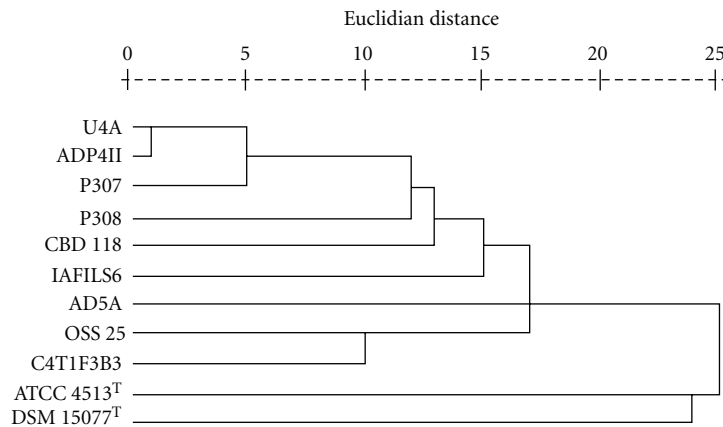 Euclidian distance
0 5 10 15 20 25
U4A
ADP4II
P307
P308
CBD 118
IAFILS6
AD5A
OSS 25
C4T1F3B3
ATCC 4513ᵀ
DSM 15077ᵀ